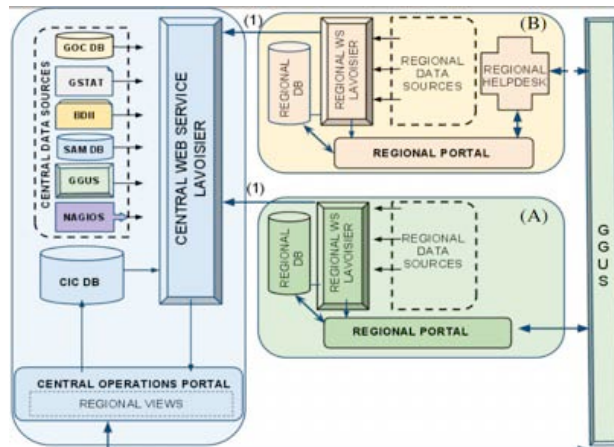 CENTRAL DATA SOURCES
GOC DB
GSTAT
BDII
SAM DB
GGUS
NAGIOS
CENTRAL WEB SERVICE
LAVOISIER
CIC DB
CENTRAL OPERATIONS PORTAL
REGIONAL VIEWS
(1)
(B)
REGIONAL
DB
REGIONAL WS
LAVOISIER
REGIONAL
DATA
SOURCES
REGIONAL
HELPDESK
REGIONAL PORTAL
(1)
(A)
REGIONAL
DB
REGIONAL WS
LAVOISIER
REGIONAL
DATA
SOURCES
REGIONAL PORTAL
GGUS